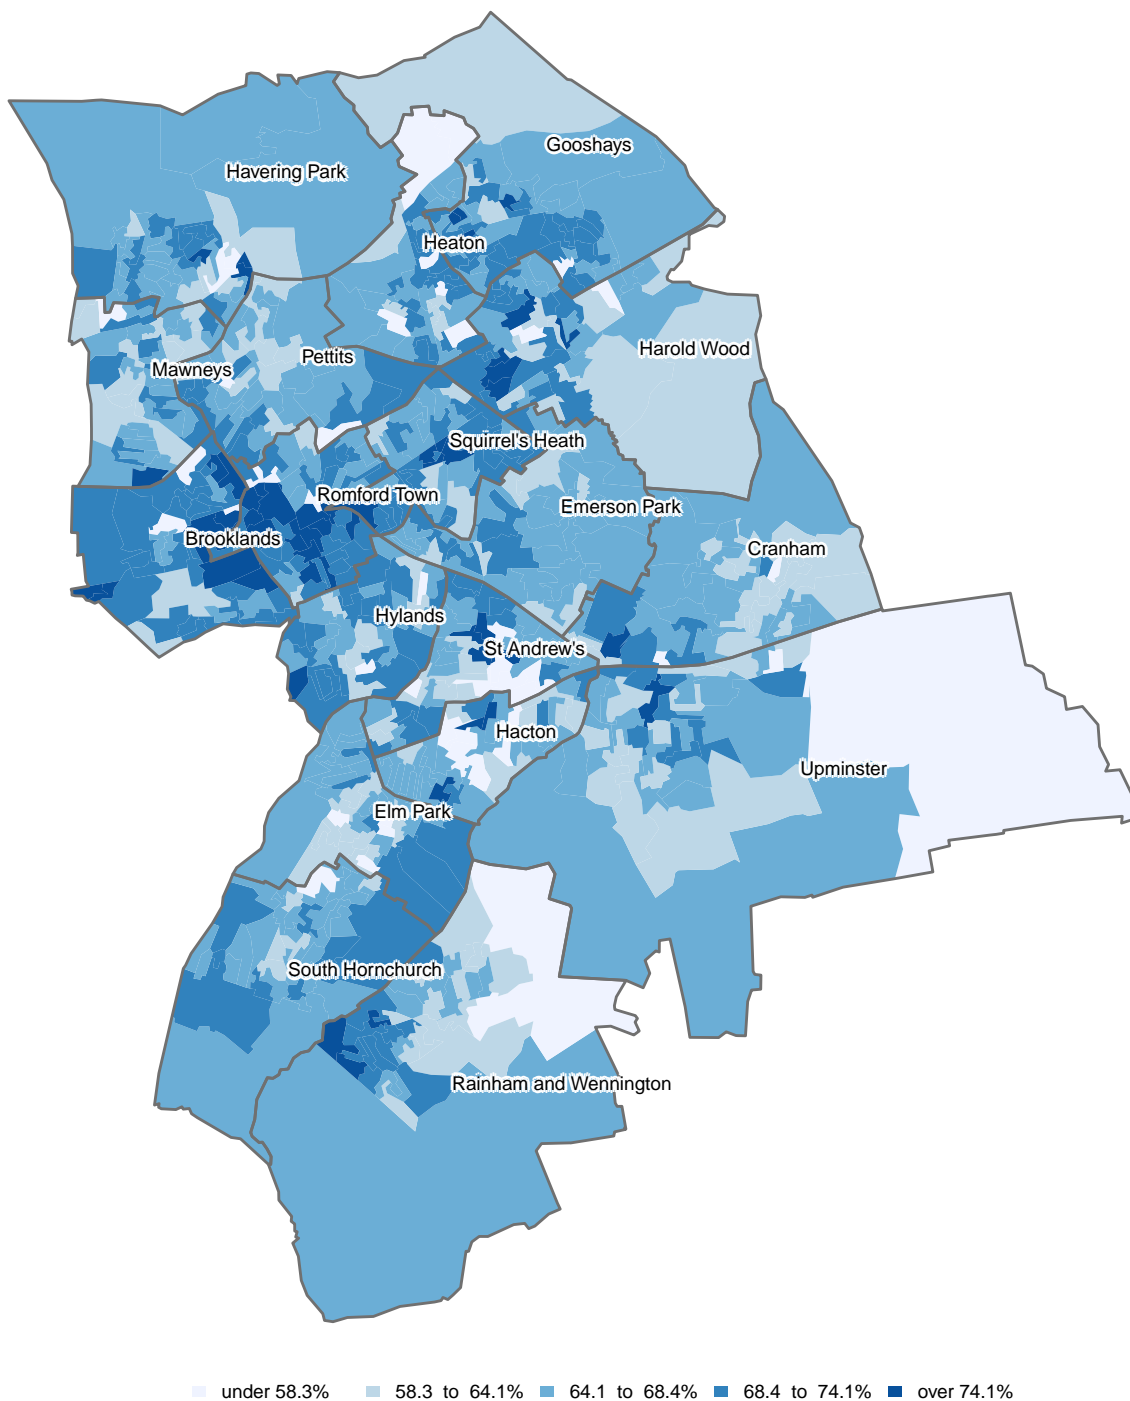 Gooshays
Havering Park
Heaton
Harold Wood
Pettits
Mawneys
Squirrel's Heath
Romford Town
Emerson Park
Brooklands
Cranham
Hylands
St Andrew's
Hacton
Upminster
Elm Park
South Hornchurch
Rainham and Wennington
under 58.3% 58.3 to 64.1% 64.1 to 68.4% 68.4 to 74.1% over 74.1%